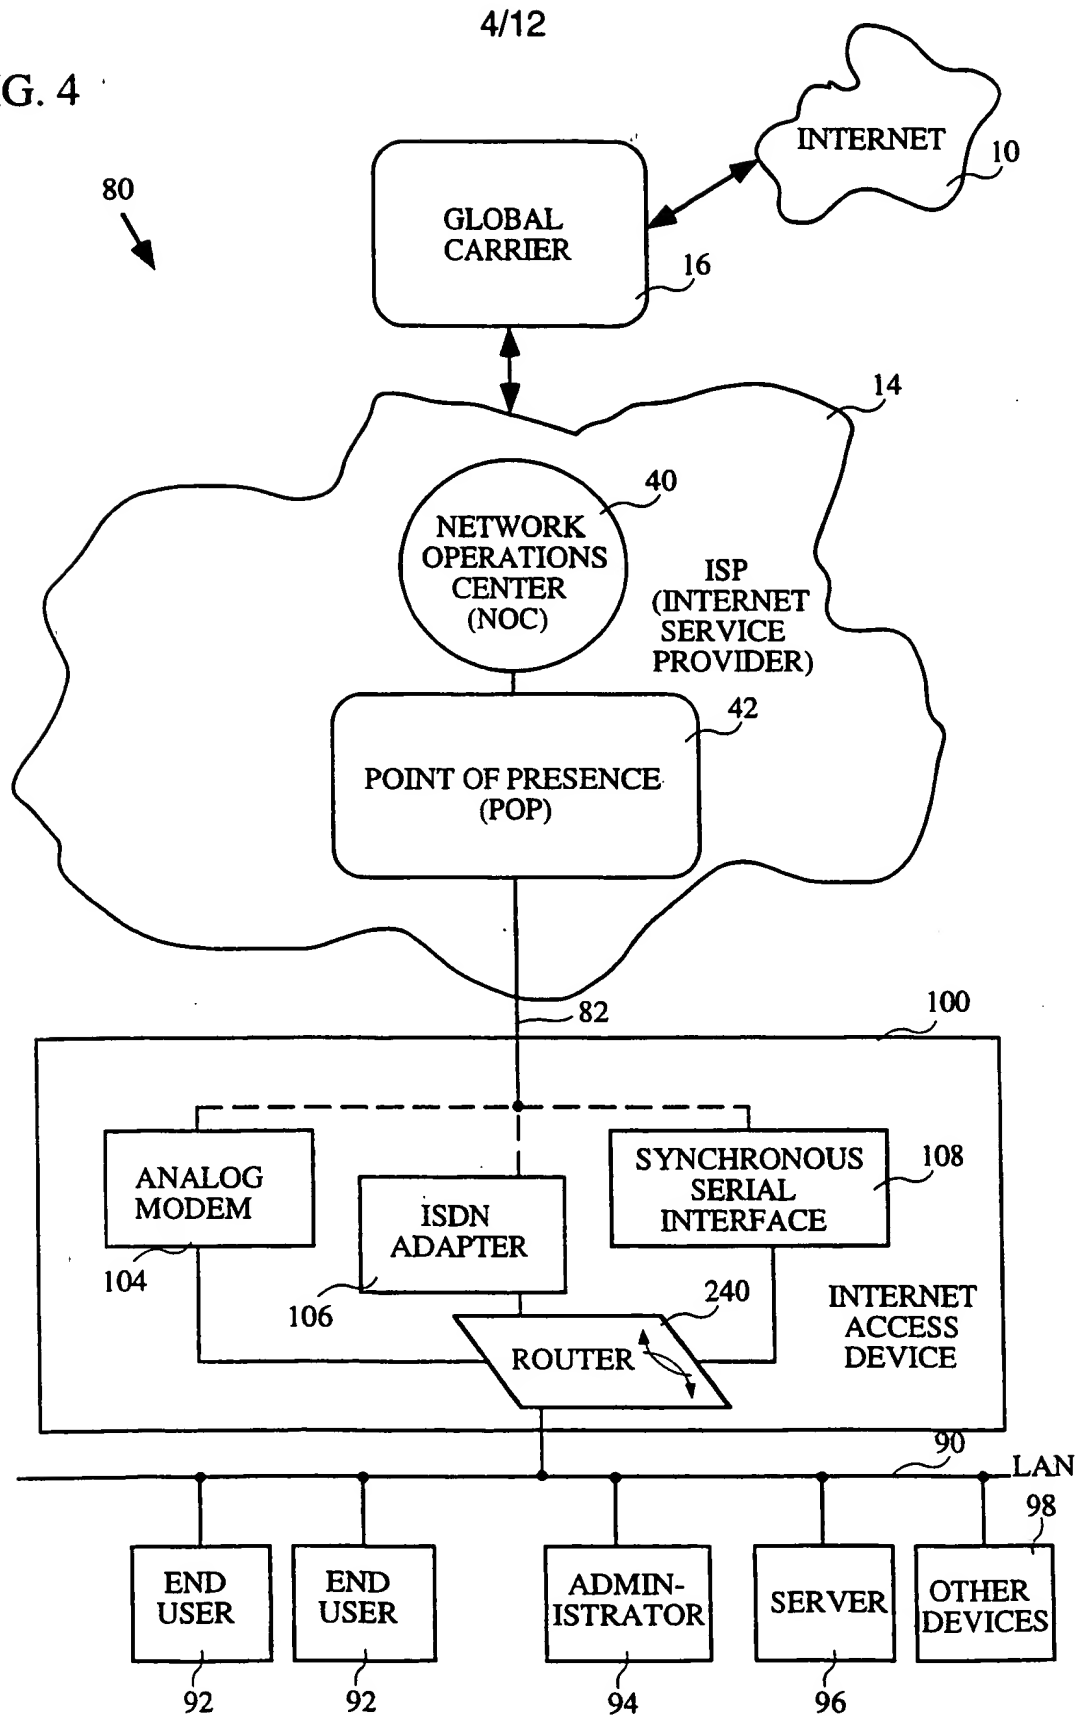 4/12
G. 4
INTERNET
10
80
GLOBAL
CARRIER
16
14
40
NETWORK
OPERATIONS
CENTER
(NOC)
ISP
(INTERNET
SERVICE
PROVIDER)
42
POINT OF PRESENCE
(POP)
82
100
ANALOG
MODEM
104
ISDN
ADAPTER
106
SYNCHRONOUS
SERIAL
INTERFACE
108
240
ROUTER
INTERNET
ACCESS
DEVICE
90
LAN
98
END
USER
END
USER
ADMIN-
ISTRATOR
SERVER
OTHER
DEVICES
92
92
94
96